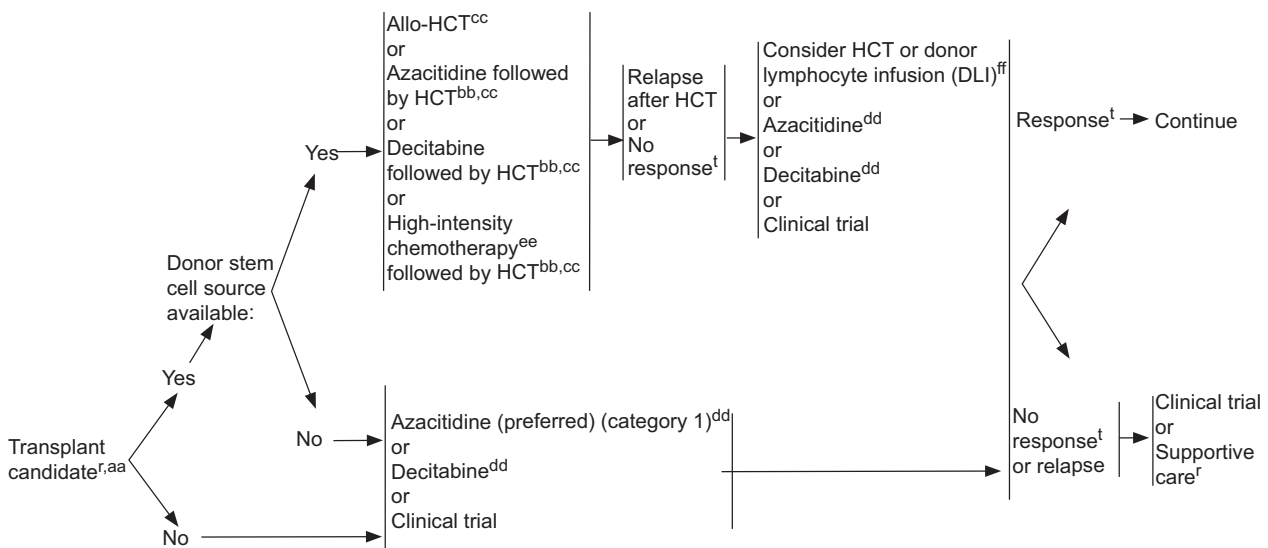 Transplant
candidate^r,aa
Yes
No
Donor stem
cell source
available:
Yes
No
Allo-HCT^cc
or
Azacitidine followed
by HCT^bb,cc
or
Decitabine
followed by HCT^bb,cc
or
High-intensity
chemotherapy^ee
followed by HCT^bb,cc
Relapse
after HCT
or
No
response^t
Consider HCT or donor
lymphocyte infusion (DLI)^ff
or
Azacitidine^dd
or
Decitabine^dd
or
Clinical trial
Azacitidine (preferred) (category 1)^dd
or
Decitabine^dd
or
Clinical trial
Response^t
Continue
No
response^t
or relapse
Clinical trial
or
Supportive
care^r